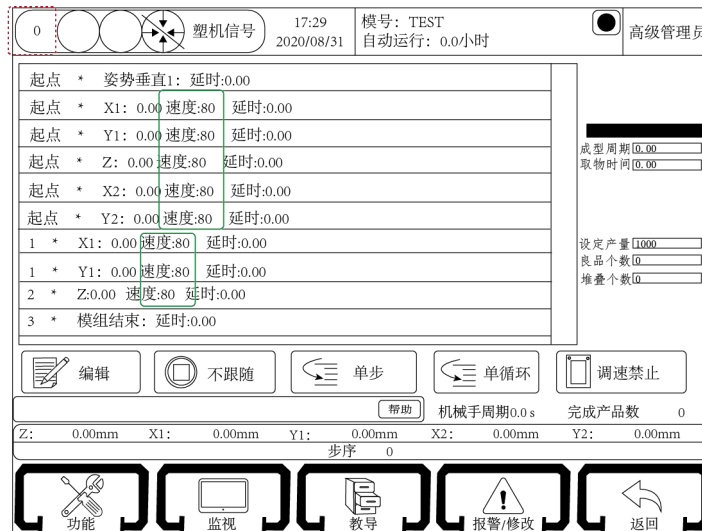 0 塑机信号 17:29 模号：TEST 高级管理员
2020/08/31 自动运行：0.0小时
起点 * 姿势垂直1: 延时:0.00
起点 * X1: 0.00 速度:80 延时:0.00
起点 * Y1: 0.00 速度:80 延时:0.00
起点 * Z: 0.00 速度:80 延时:0.00
起点 * X2: 0.00 速度:80 延时:0.00
起点 * Y2: 0.00 速度:80 延时:0.00
1 * X1: 0.00 速度:80 延时:0.00
1 * Y1: 0.00 速度:80 延时:0.00
2 * Z:0.00 速度:80 延时:0.00
3 * 模组结束: 延时:0.00
成型周期 0.00
取物时间 0.00
设定产量 1000
良品个数 0
堆叠个数 0
编辑 不跟随 单步 单循环 调速禁止
帮助 机械手周期0.0 s 完成产品数 0
Z: 0.00mm X1: 0.00mm Y1: 0.00mm X2: 0.00mm Y2: 0.00mm
步序 0
功能 监视 教导 报警/修改 返回